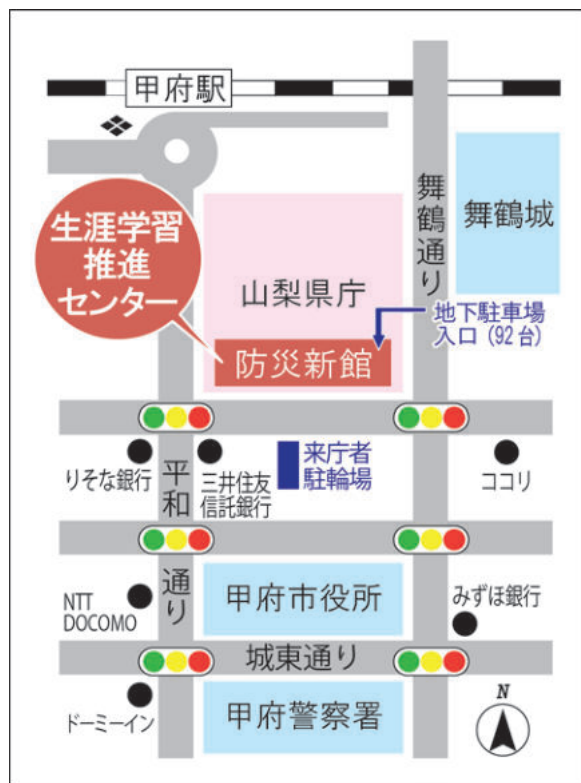 甲府駅
生涯学習
推進
センター
山梨県庁
防災新館
舞鶴通り
舞鶴城
地下駐車場
入口（92台）
りそな銀行
平和
通り
三井住友
信託銀行
来庁者
駐輪場
ココリ
NTT
DOCOMO
甲府市役所
みずほ銀行
城東通り
ドーミーイン
甲府警察署
N